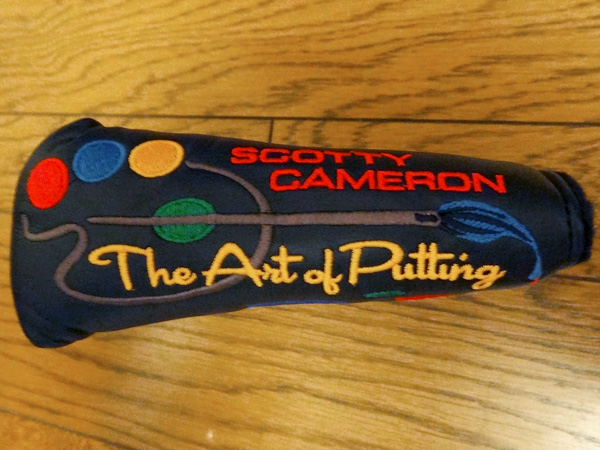 SCOTTY
CAMERON
The Art of Putting